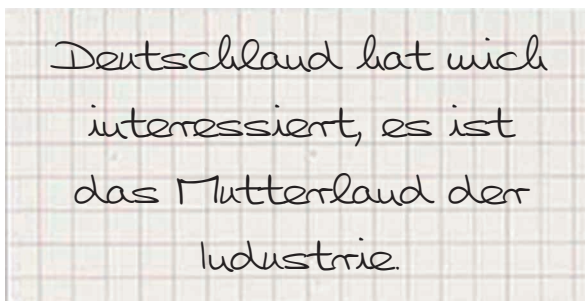 Deutschland hat mich
interessiert, es ist
das Mutterland der
Industrie.